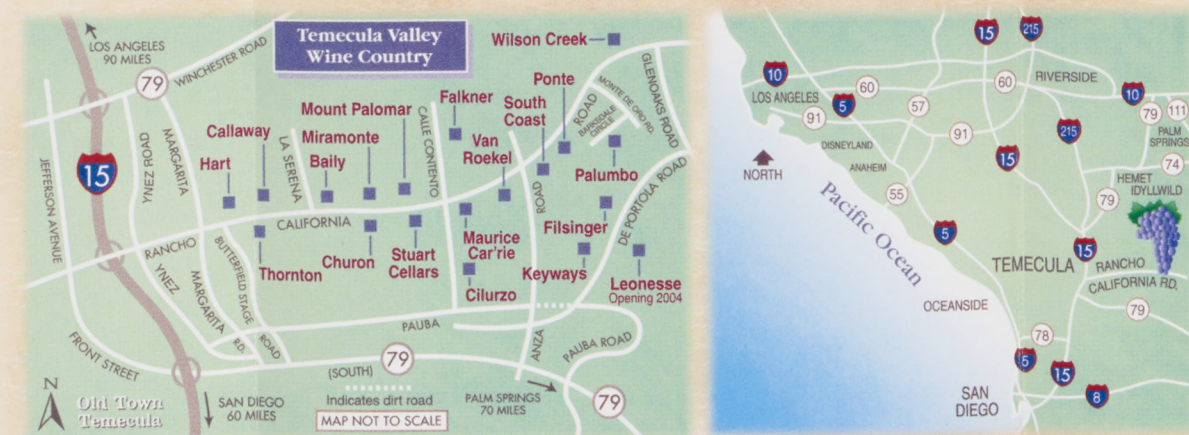 LOS ANGELES
90 MILES
79
WINCHESTER ROAD
Temecula Valley
Wine Country
Wilson Creek
Ponte
Mount Palomar
Falkner
South
Coast
Callaway
Miramonte
Van
Roekel
Hart
Baily
LA SERENA
CALLE CONTENTO
ROAD
MONTE DE ORO RD.
BARKSDALE
CIRCLE
GLENOAKS ROAD
15
JEFFERSON AVENUE
YNEZ ROAD
MARGARITA
Palumbo
ROAD
DE PORTOLA ROAD
RANCHO
CALIFORNIA
BUTTERFIELD STAGE
ROAD
Thornton
Churon
Stuart
Cellars
Maurice
Car'rie
Filsinger
Keyways
Cilurzo
Leonesse
Opening 2004
YNEZ
MARGARITA
RD.
PAUBA
ANZA
PAUBA ROAD
FRONT STREET
(SOUTH)
79
79
N
Old Town
Temecula
SAN DIEGO
60 MILES
Indicates dirt road
MAP NOT TO SCALE
PALM SPRINGS
70 MILES
15
215
10
LOS ANGELES
5
60
60
RIVERSIDE
10
57
91
91
79
111
PALM
SPRINGS
215
DISNEYLAND
ANAHEIM
15
74
HEMET
IDYLLWILD
NORTH
55
79
Pacific Ocean
5
15
TEMECULA
RANCHO
CALIFORNIA RD.
OCEANSIDE
79
78
5
15
SAN
DIEGO
8